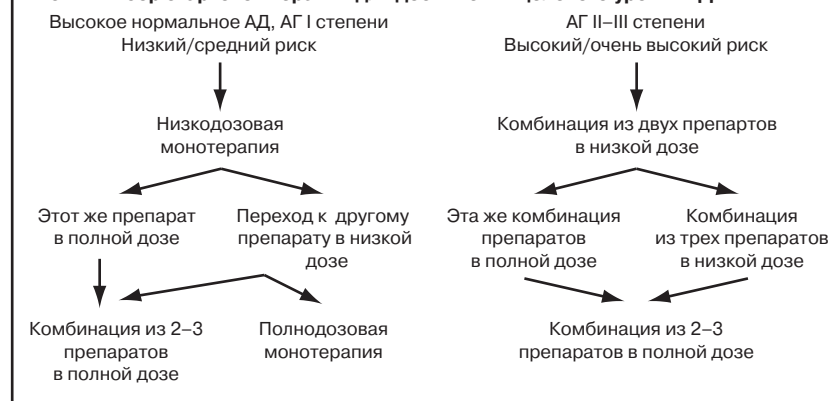 Высокое нормальное АД, АГ I степени
Низкий/средний риск
АГ II–III степени
Высокий/очень высокий риск
Низкодозовая
монотерапия
Комбинация из двух препартов
в низкой дозе
Этот же препарат
в полной дозе
Переход к другому
препарату в низкой
дозе
Эта же комбинация
препаратов
в полной дозе
Комбинация
из трех препаратов
в низкой дозе
Комбинация из 2–3
препаратов
в полной дозе
Полнодозовая
монотерапия
Комбинация из 2–3
препаратов в полной дозе